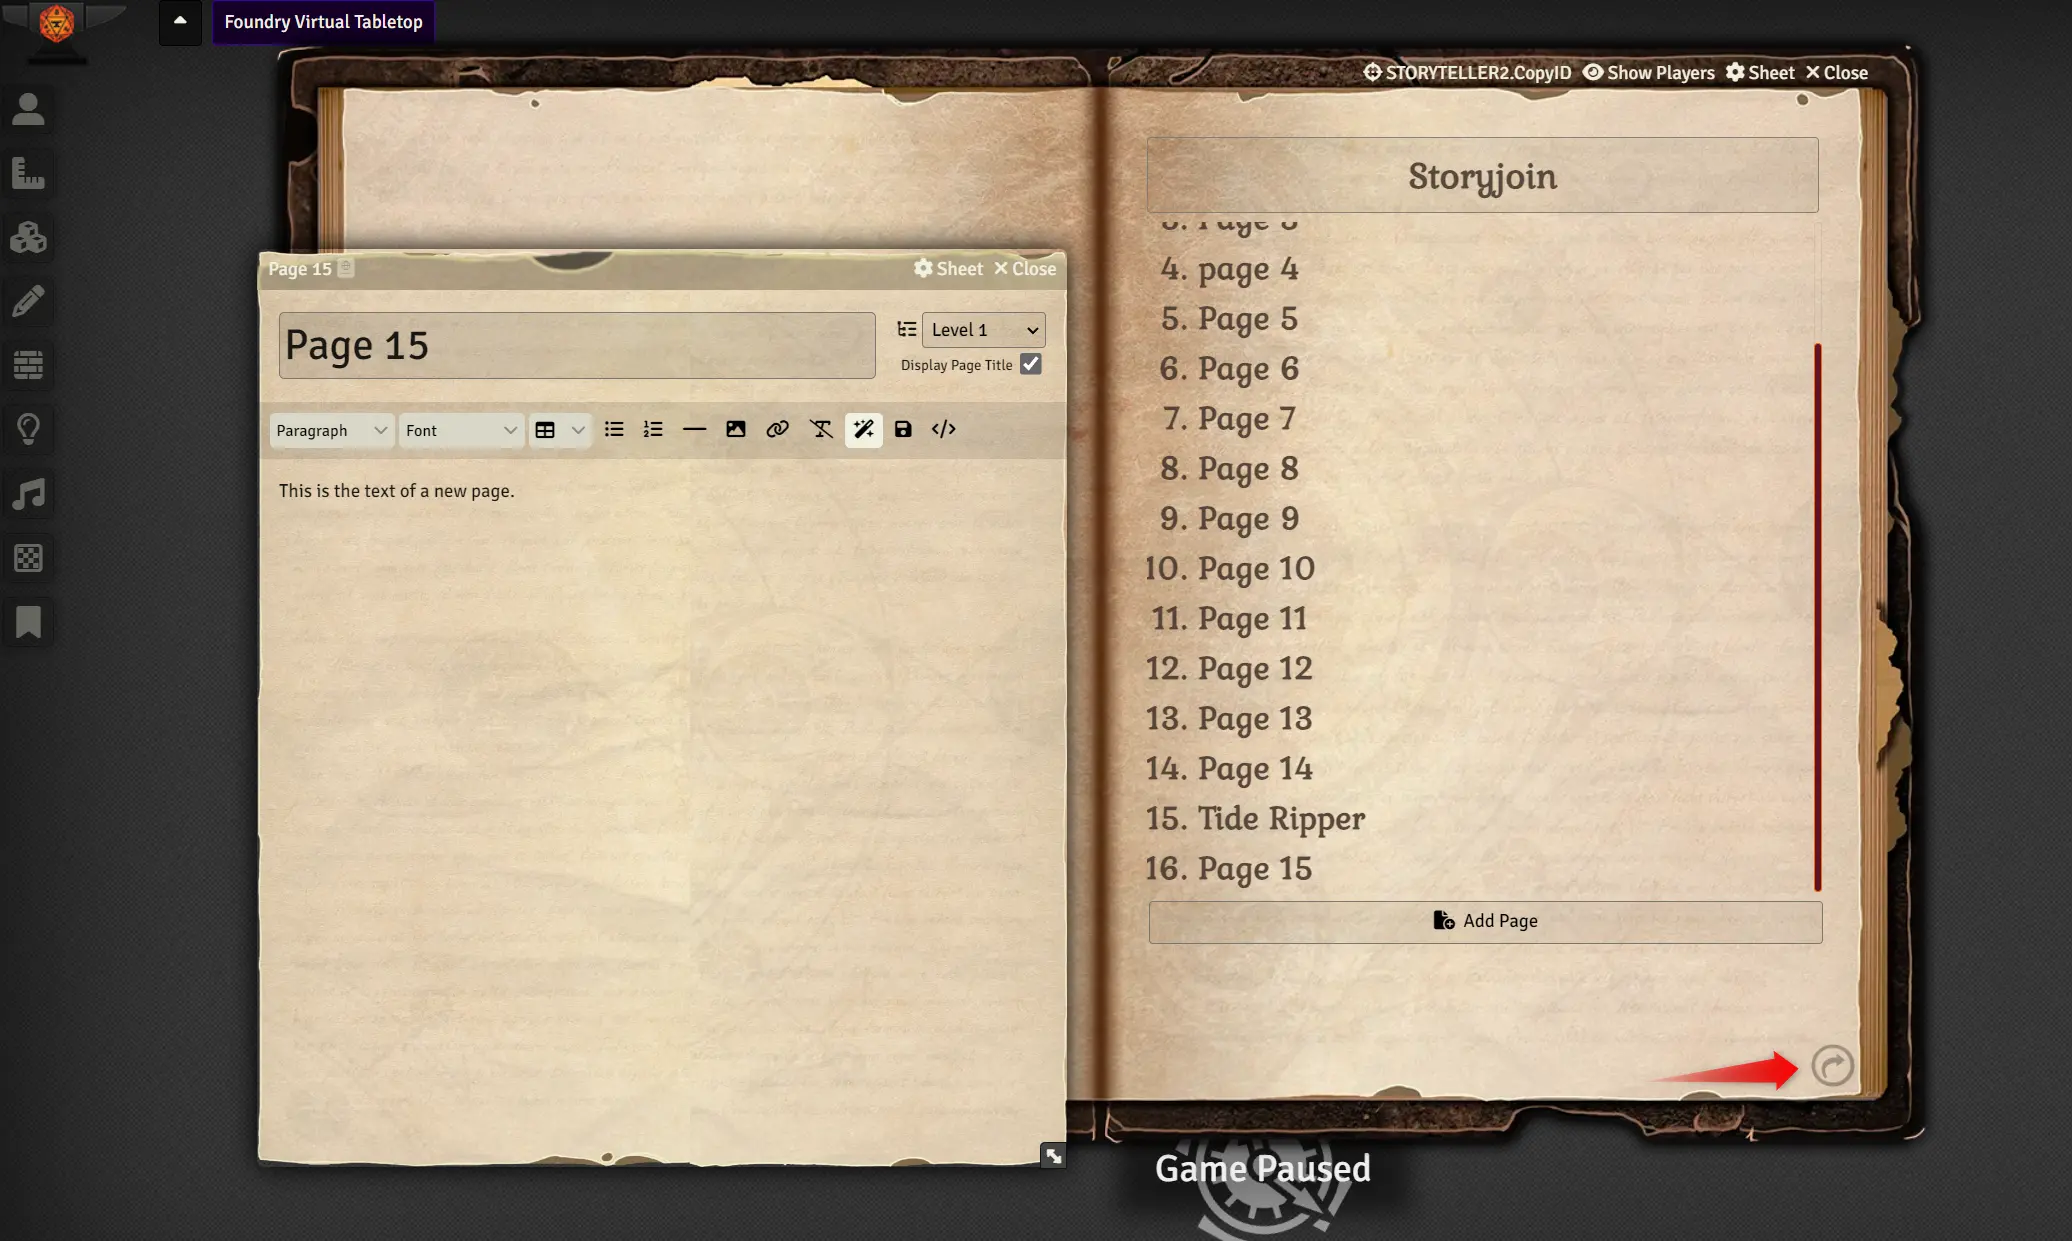 Foundry Virtual Tabletop
STORYTELLER2.CopyID Show Players Sheet Close
Storyjoin
3. Page 3
4. page 4
5. Page 5
6. Page 6
7. Page 7
8. Page 8
9. Page 9
10. Page 10
11. Page 11
12. Page 12
13. Page 13
14. Page 14
15. Tide Ripper
16. Page 15
Add Page
Page 15 Sheet Close
Page 15
Level 1
Display Page Title
Paragraph Font
This is the text of a new page.
Game Paused